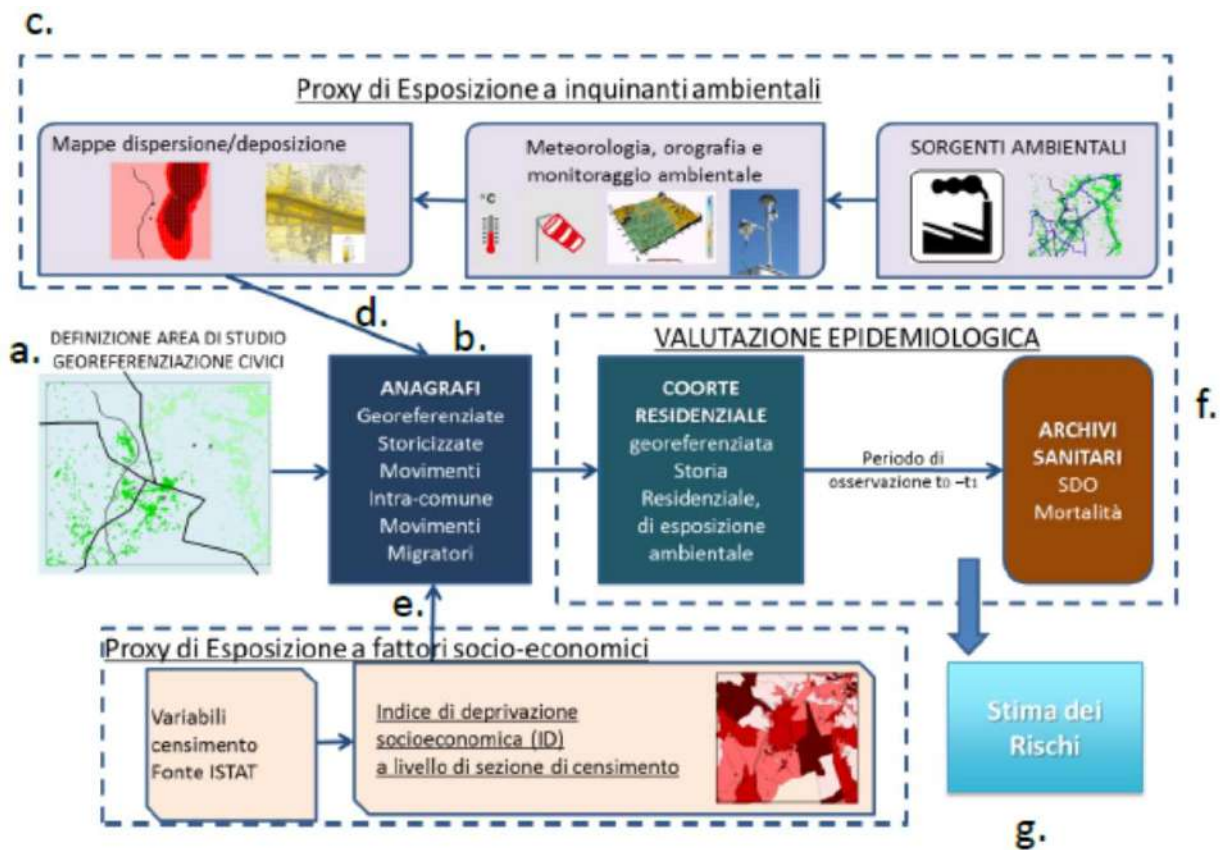 c.
Proxy di Esposizione a inquinanti ambientali
Mappe dispersione/deposizione
Meteorologia, orografia e
monitoraggio ambientale
°C
SORGENTI AMBIENTALI
d.
a.
DEFINIZIONE AREA DI STUDIO
GEOREFERENZIAZIONE CIVICI
b.
ANAGRAFI
Georeferenziate
Storicizzate
Movimenti
Intra-comune
Movimenti
Migratori
VALUTAZIONE EPIDEMIOLOGICA
COORTE
RESIDENZIALE
georeferenziata
Storia
Residenziale,
di esposizione
ambientale
Periodo di
osservazione t0 –t1
ARCHIVI
SANITARI
SDO
Mortalità
f.
e.
Proxy di Esposizione a fattori socio-economici
Variabili
censimento
Fonte ISTAT
Indice di deprivazione
socioeconomica (ID)
a livello di sezione di censimento
Stima dei
Rischi
g.